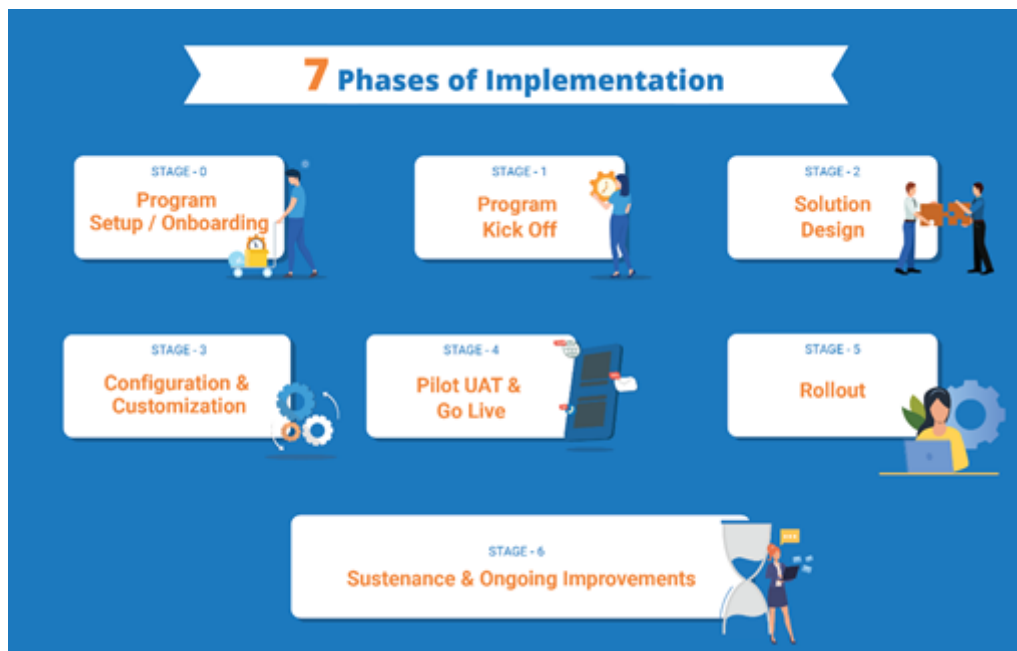 7 Phases of Implementation
STAGE - 0
Program
Setup / Onboarding
STAGE - 1
Program
Kick Off
STAGE - 2
Solution
Design
STAGE - 3
Configuration &
Customization
STAGE - 4
Pilot UAT &
Go Live
STAGE - 5
Rollout
STAGE - 6
Sustenance & Ongoing Improvements